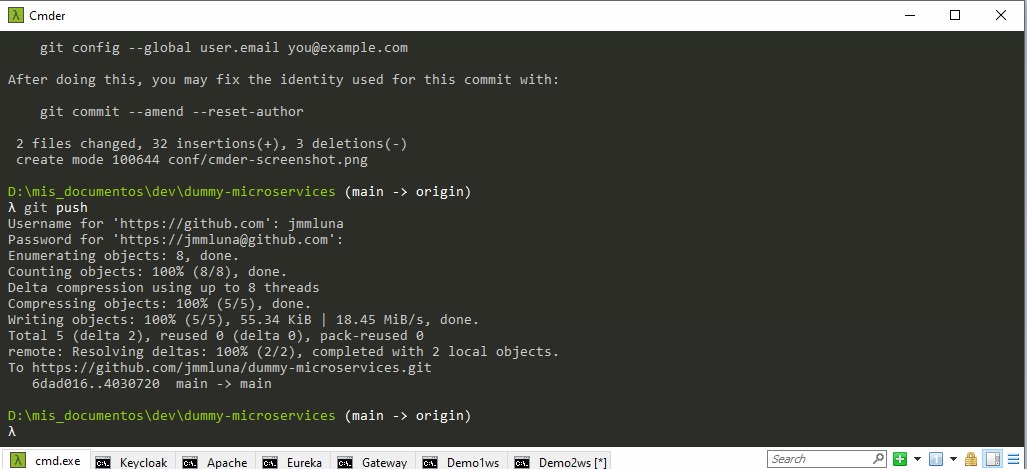 Cmder
git config --global user.email you@example.com
After doing this, you may fix the identity used for this commit with:
git commit --amend --reset-author
2 files changed, 32 insertions(+), 3 deletions(-)
create mode 100644 conf/cmder-screenshot.png
D:\mis_documentos\dev\dummy-microservices (main -> origin)
λ git push
Username for 'https://github.com': jmmluna
Password for 'https://jmmluna@github.com':
Enumerating objects: 8, done.
Counting objects: 100% (8/8), done.
Delta compression using up to 8 threads
Compressing objects: 100% (5/5), done.
Writing objects: 100% (5/5), 55.34 KiB | 18.45 MiB/s, done.
Total 5 (delta 2), reused 0 (delta 0), pack-reused 0
remote: Resolving deltas: 100% (2/2), completed with 2 local objects.
To https://github.com/jmmluna/dummy-microservices.git
6dad016..4030720  main -> main
D:\mis_documentos\dev\dummy-microservices (main -> origin)
λ
λ cmd.exe C:\. Keycloak C:\. Apache C:\. Eureka C:\. Gateway C:\. Demo1ws C:\. Demo2ws [*] Search